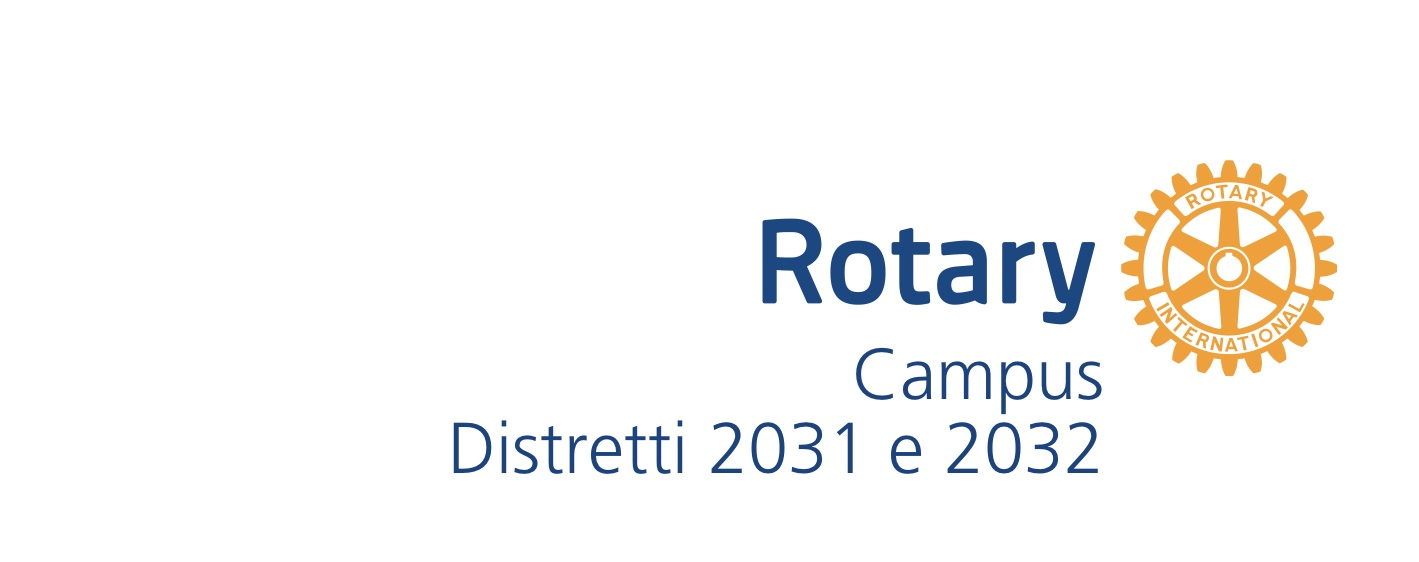 Rotary
ROTARY
INTERNATIONAL
Campus
Distretti 2031 e 2032